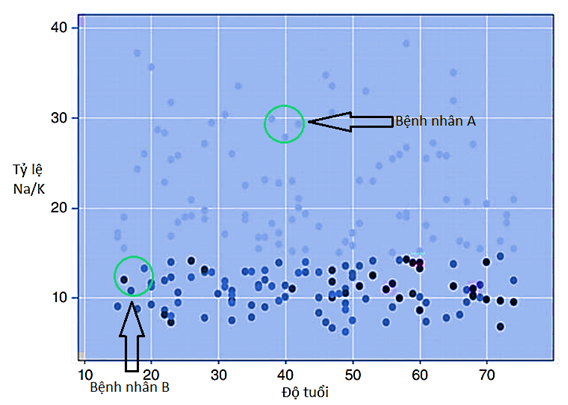 40
30
Bệnh nhân A
Tỷ lệ
Na/K
20
10
10
20
30
40
50
60
70
Bệnh nhân B
Độ tuổi